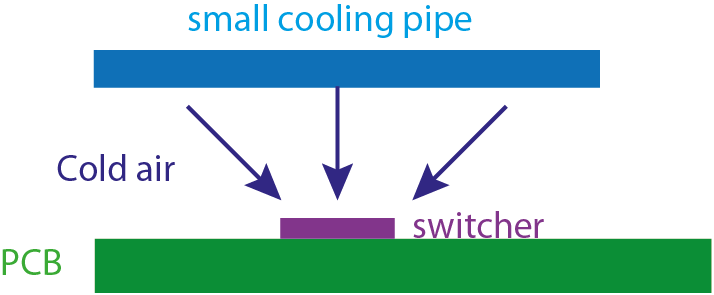 small cooling pipe
Cold air
switcher
PCB